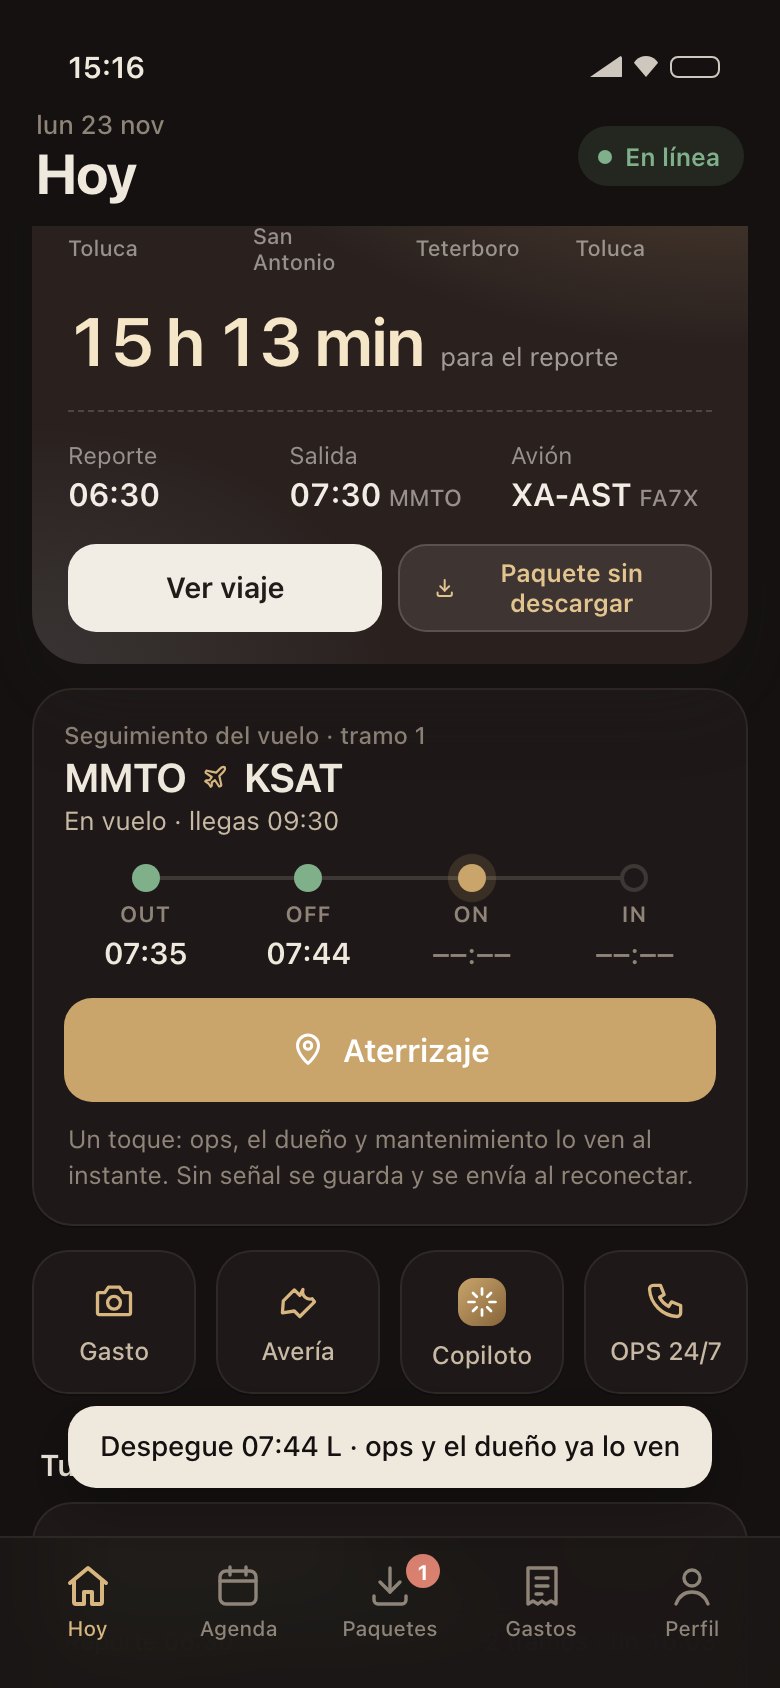 15:16
lun 23 nov
Hoy
En línea
Toluca
San Antonio
Teterboro
Toluca
15 h 13 min para el reporte
Reporte
Salida
Avión
06:30
07:30 MMTO
XA-AST FA7X
Ver viaje
Paquete sin
descargar
Seguimiento del vuelo · tramo 1
MMTO KSAT
En vuelo · llegas 09:30
OUT
OFF
ON
IN
07:35
07:44
––:––
––:––
Aterrizaje
Un toque: ops, el dueño y mantenimiento lo ven al
instante. Sin señal se guarda y se envía al reconectar.
Gasto
Avería
Copiloto
OPS 24/7
Despegue 07:44 L · ops y el dueño ya lo ven
1
Hoy
Agenda
Paquetes
Gastos
Perfil